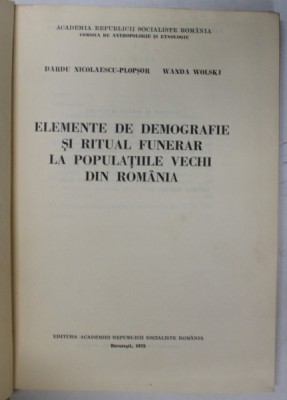 ACADEMIA REPUBLICII SOCIALISTE ROMÂNIA
COMISIA DE ANTROPOLOGIE ȘI ETNOLOGIE
DARDU NICOLAESCU-PLOPȘOR WANDA WOLSKI
ELEMENTE DE DEMOGRAFIE
ȘI RITUAL FUNERAR
LA POPULAȚIILE VECHI
DIN ROMÂNIA
EDITURA ACADEMIEI REPUBLICII SOCIALISTE ROMÂNIA
București, 1975